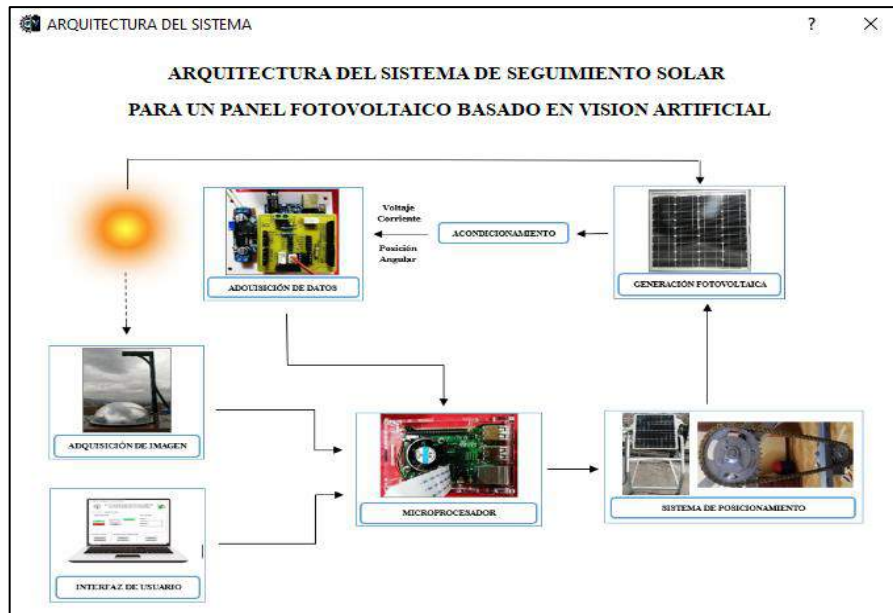 ARQUITECTURA DEL SISTEMA
ARQUITECTURA DEL SISTEMA DE SEGUIMIENTO SOLAR
PARA UN PANEL FOTOVOLTAICO BASADO EN VISION ARTIFICIAL
Voltaje
Corriente
Posición
Angular
ACONDICIONAMIENTO
ADQUISICIÓN DE DATOS
GENERACIÓN FOTOVOLTAICA
ADQUISICIÓN DE IMAGEN
MICROPROCESADOR
SISTEMA DE POSICIONAMIENTO
INTERFAZ DE USUARIO